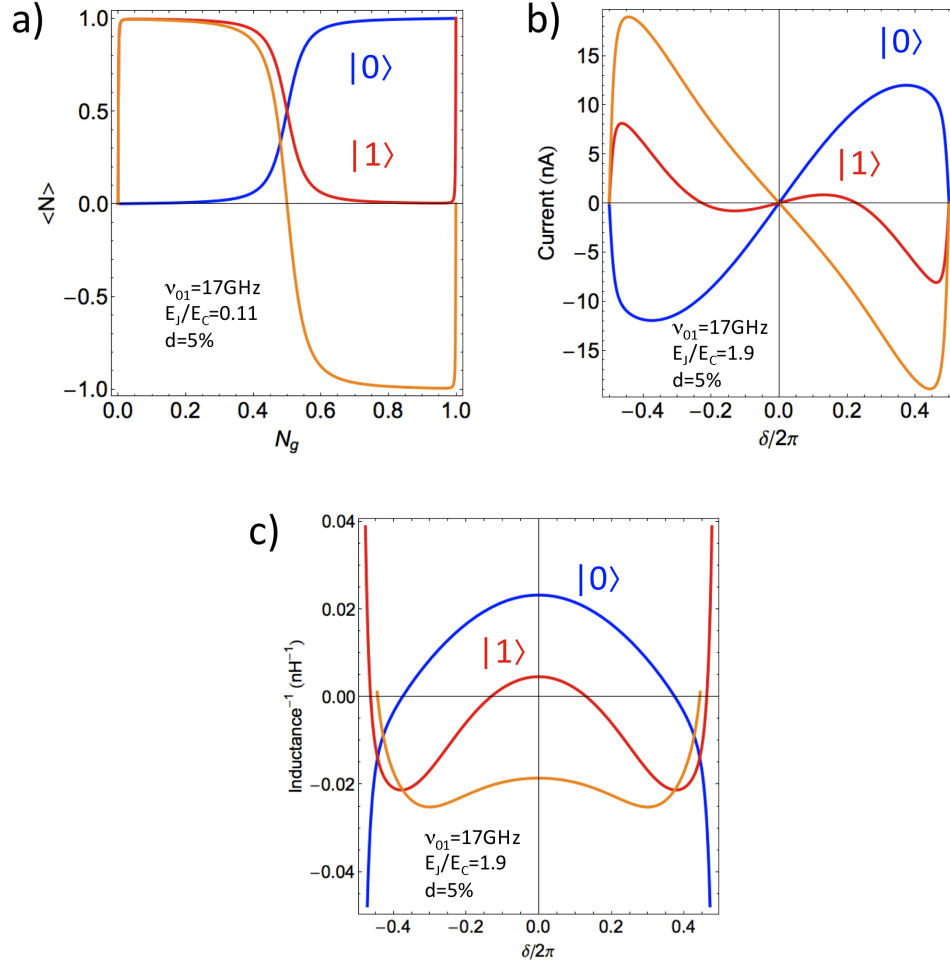 a)
1.0
0.5
0.0
−0.5
−1.0
<N>
|0⟩
|1⟩
ν01=17GHz
EJ/EC=0.11
d=5%
0.0 0.2 0.4 0.6 0.8 1.0
Ng
b)
15
10
5
0
−5
−10
−15
Current (nA)
|0⟩
|1⟩
ν01=17GHz
EJ/EC=1.9
d=5%
−0.4 −0.2 0.0 0.2 0.4
δ/2π
c)
0.04
0.02
0.00
−0.02
−0.04
Inductance⁻¹ (nH⁻¹)
|0⟩
|1⟩
ν01=17GHz
EJ/EC=1.9
d=5%
−0.4 −0.2 0.0 0.2 0.4
δ/2π